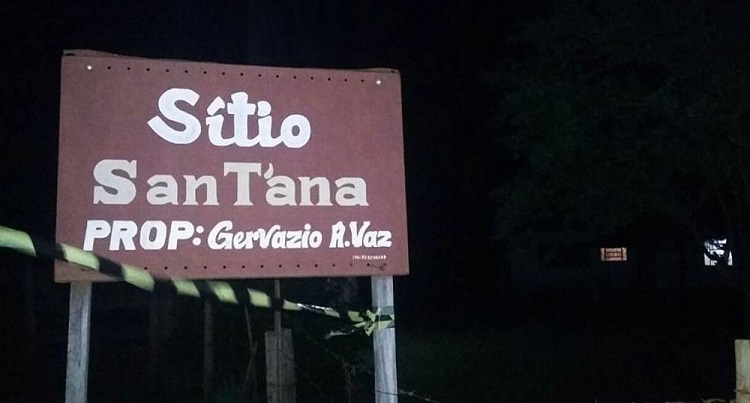 Sítio
SanT'ana
PROP: Gervazio A.Vaz